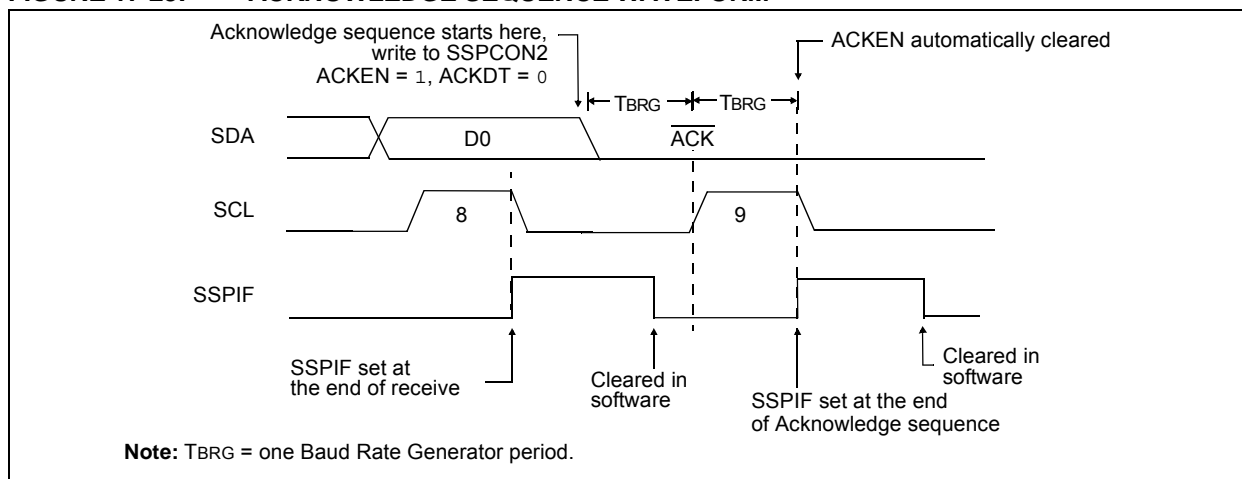 Acknowledge sequence starts here,
write to SSPCON2
ACKEN = 1, ACKDT = 0
ACKEN automatically cleared
TBRG
TBRG
SDA
D0
ACK
SCL
8
9
SSPIF
SSPIF set at
the end of receive
Cleared in
software
SSPIF set at the end
of Acknowledge sequence
Cleared in
software
Note: TBRG = one Baud Rate Generator period.